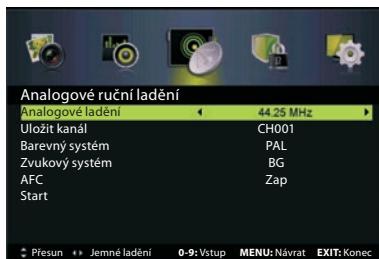 Analogové ruční ladění
Analogové ladění 44.25 MHz
Uložit kanál CH001
Barevný systém PAL
Zvukový systém BG
AFC Zap
Start
Přesun Jemné ladění 0-9: Vstup MENU: Návrat EXIT: Konec